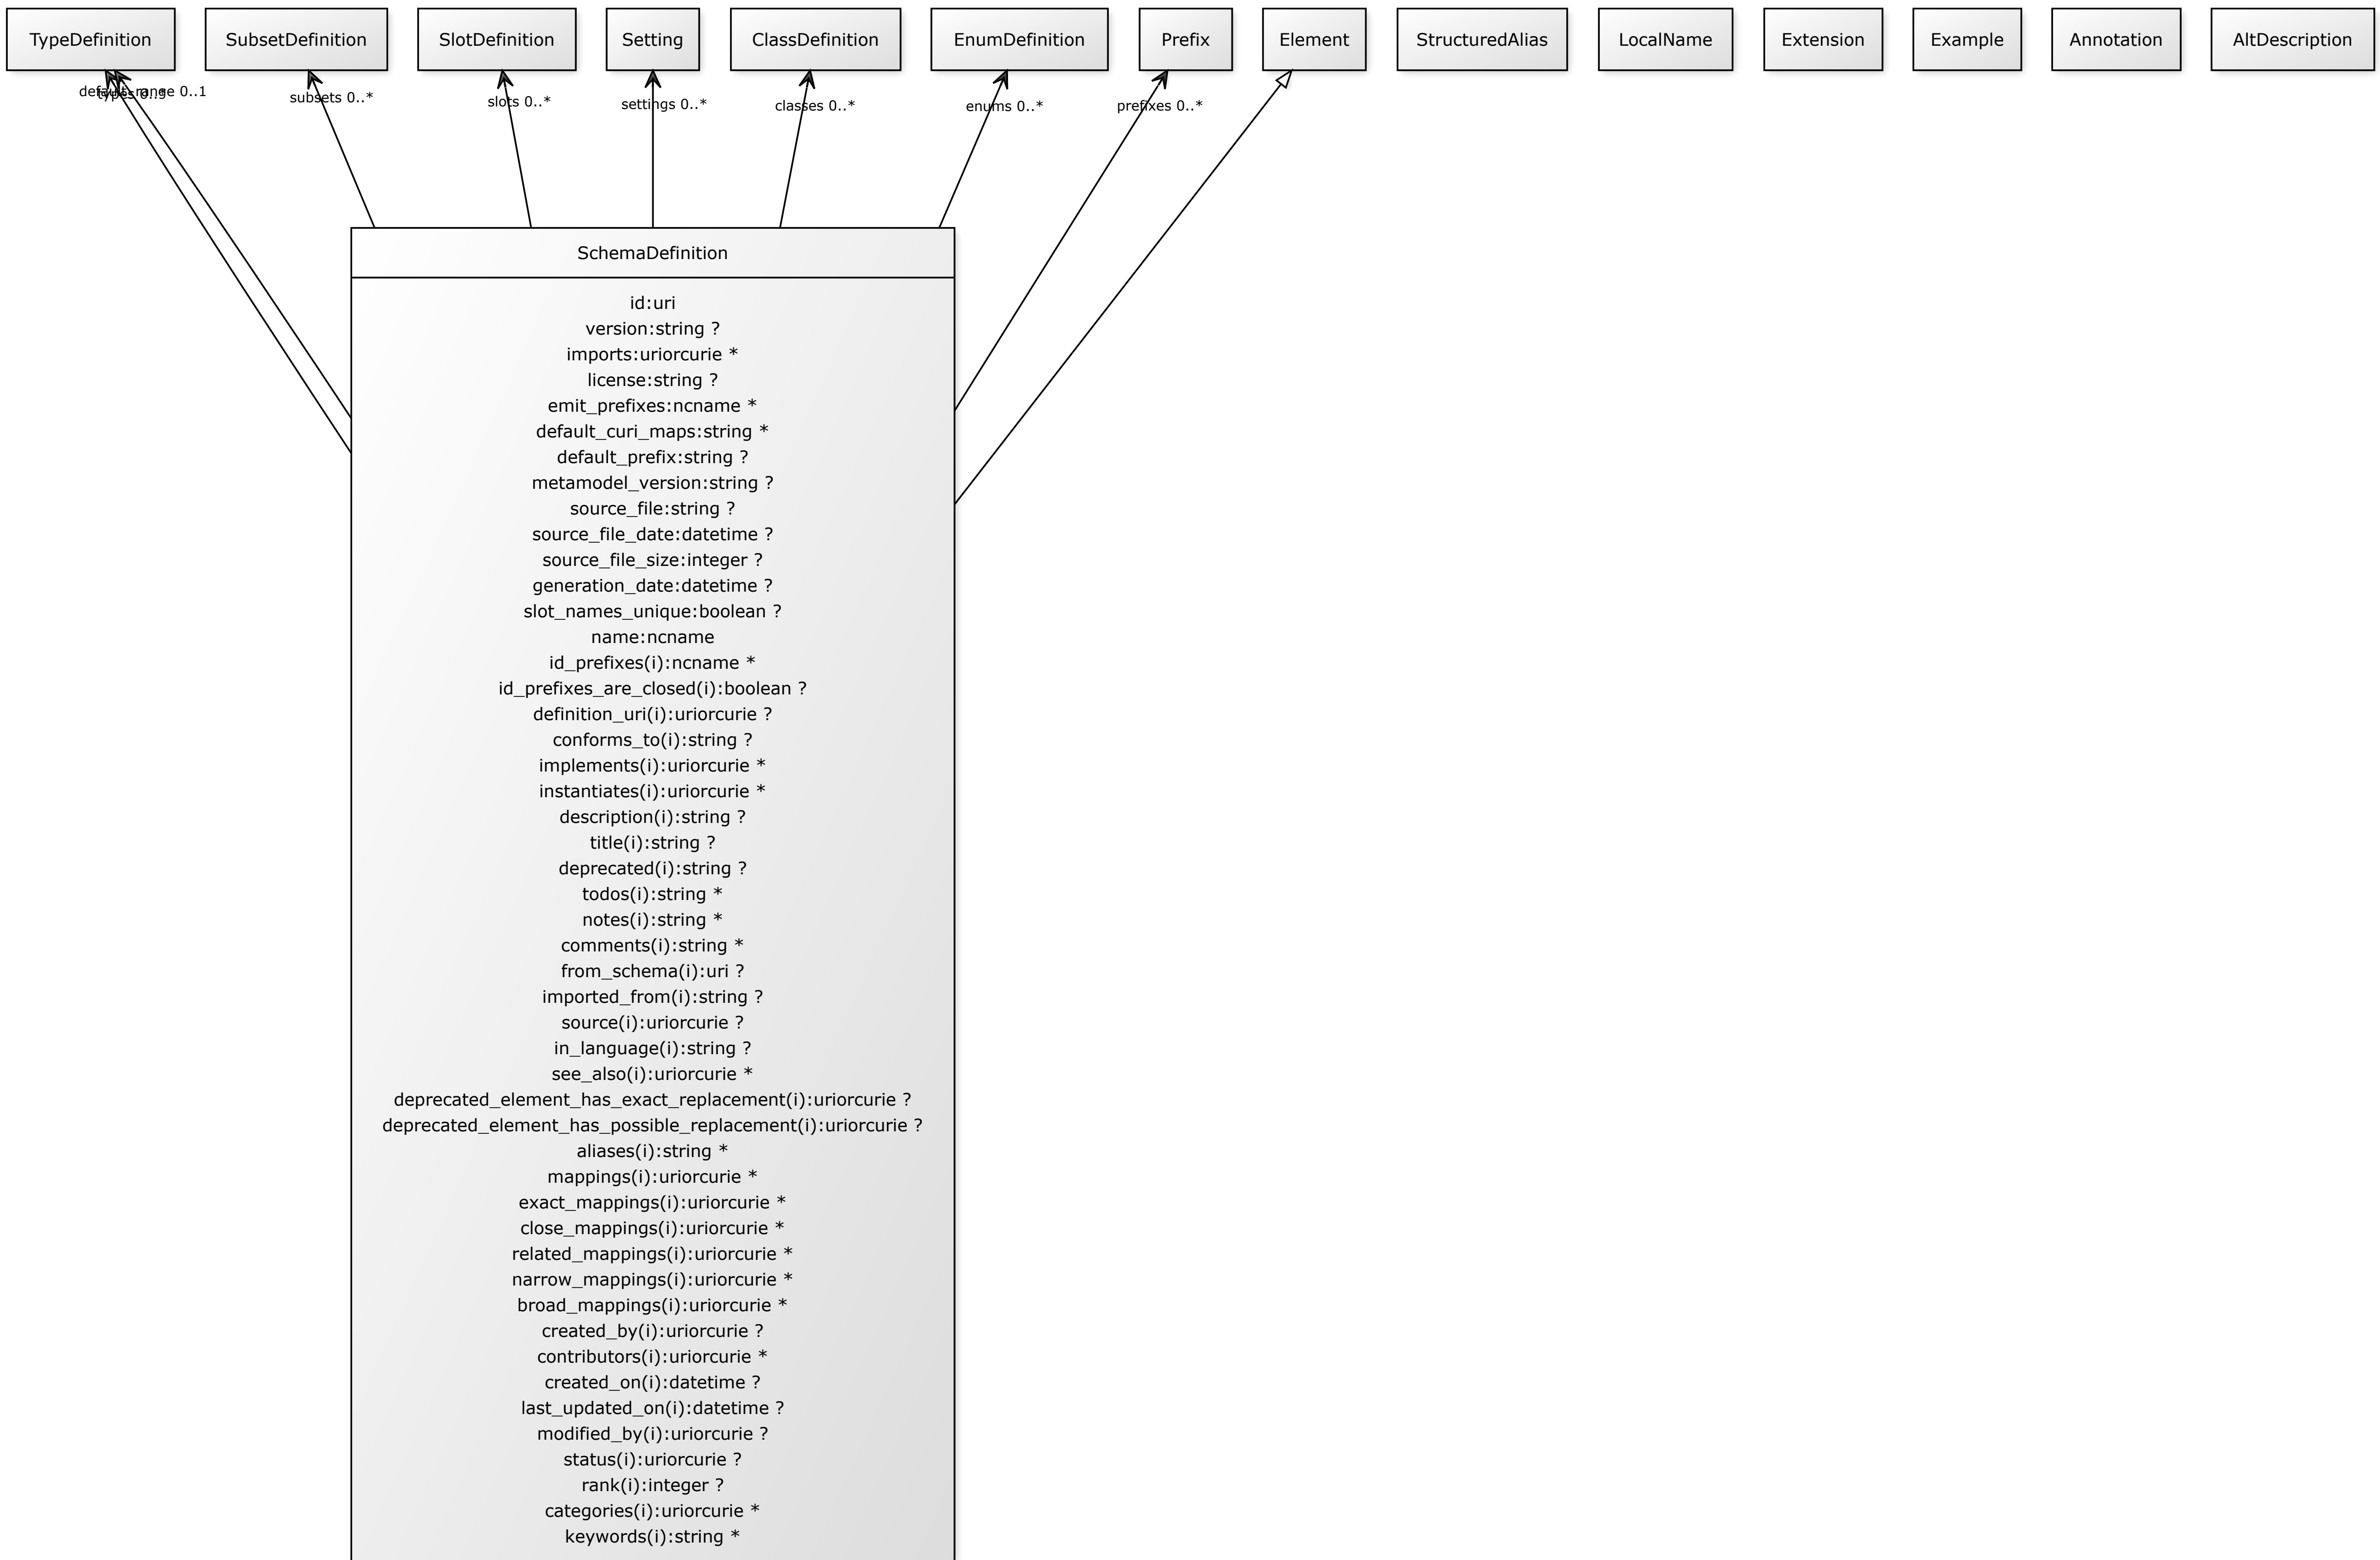 TypeDefinition
SubsetDefinition
SlotDefinition
Setting
ClassDefinition
EnumDefinition
Prefix
Element
StructuredAlias
LocalName
Extension
Example
Annotation
AltDescription
default_range 0..1
types 0..*
subsets 0..*
slots 0..*
settings 0..*
classes 0..*
enums 0..*
prefixes 0..*
SchemaDefinition
id:uri
version:string ?
imports:uriorcurie *
license:string ?
emit_prefixes:ncname *
default_curi_maps:string *
default_prefix:string ?
metamodel_version:string ?
source_file:string ?
source_file_date:datetime ?
source_file_size:integer ?
generation_date:datetime ?
slot_names_unique:boolean ?
name:ncname
id_prefixes(i):ncname *
id_prefixes_are_closed(i):boolean ?
definition_uri(i):uriorcurie ?
conforms_to(i):string ?
implements(i):uriorcurie *
instantiates(i):uriorcurie *
description(i):string ?
title(i):string ?
deprecated(i):string ?
todos(i):string *
notes(i):string *
comments(i):string *
from_schema(i):uri ?
imported_from(i):string ?
source(i):uriorcurie ?
in_language(i):string ?
see_also(i):uriorcurie *
deprecated_element_has_exact_replacement(i):uriorcurie ?
deprecated_element_has_possible_replacement(i):uriorcurie ?
aliases(i):string *
mappings(i):uriorcurie *
exact_mappings(i):uriorcurie *
close_mappings(i):uriorcurie *
related_mappings(i):uriorcurie *
narrow_mappings(i):uriorcurie *
broad_mappings(i):uriorcurie *
created_by(i):uriorcurie ?
contributors(i):uriorcurie *
created_on(i):datetime ?
last_updated_on(i):datetime ?
modified_by(i):uriorcurie ?
status(i):uriorcurie ?
rank(i):integer ?
categories(i):uriorcurie *
keywords(i):string *